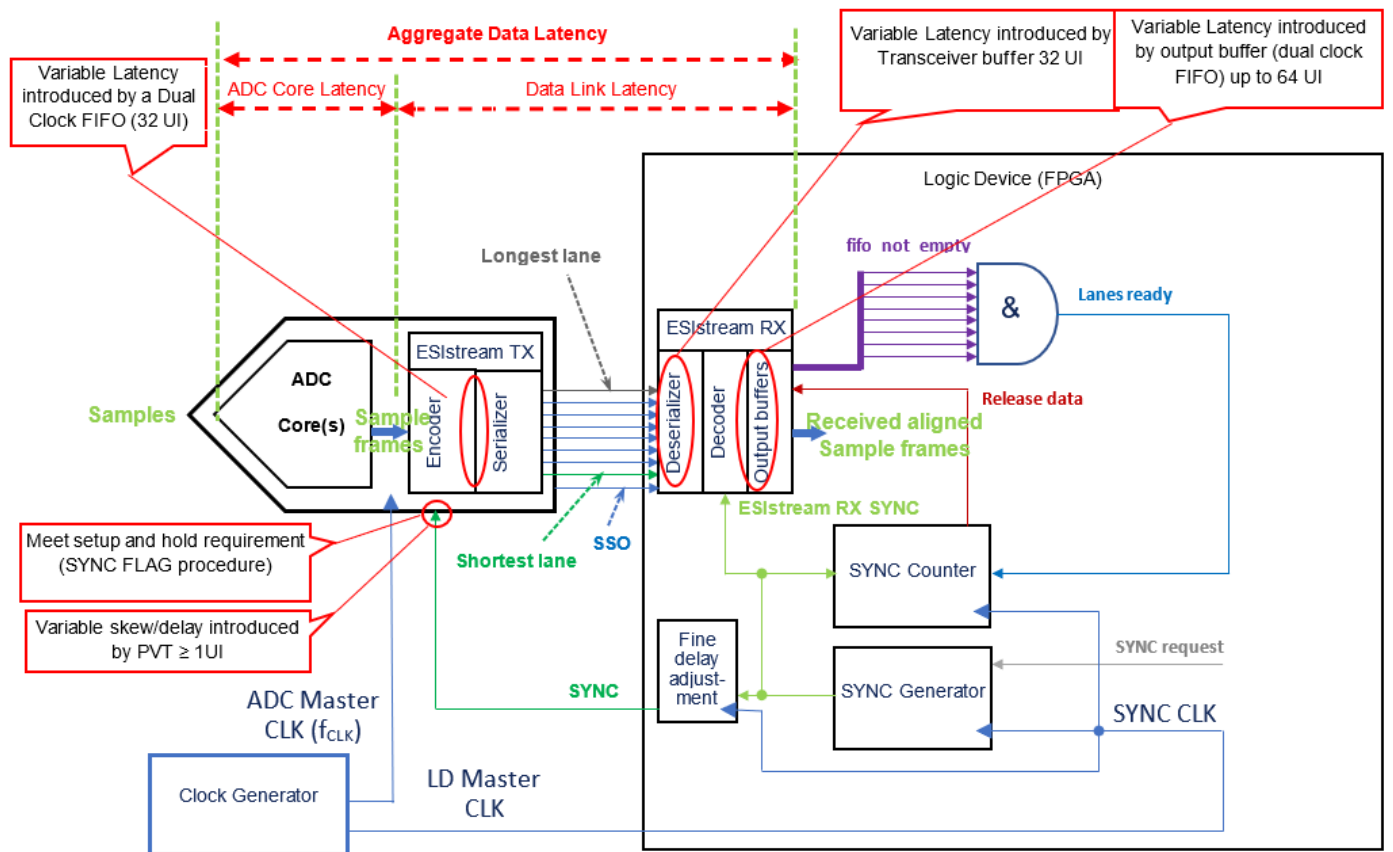 Aggregate Data Latency
ADC Core Latency
Data Link Latency
Variable Latency
introduced by a Dual
Clock FIFO (32 UI)
Variable Latency introduced by
Transceiver buffer 32 UI
Variable Latency introduced
by output buffer (dual clock
FIFO) up to 64 UI
Logic Device (FPGA)
fifo not empty
Longest lane
&
Lanes ready
ESIstream TX
ESIstream RX
ADC
Core(s)
Samples
Sample
frames
Encoder
Serializer
Deserializer
Decoder
Output buffers
Release data
Received aligned
Sample frames
ESIstream RX SYNC
Meet setup and hold requirement
(SYNC FLAG procedure)
Shortest lane
SSO
SYNC Counter
Variable skew/delay introduced
by PVT ≥ 1UI
Fine
delay
adjust-
ment
SYNC request
SYNC Generator
SYNC
SYNC CLK
ADC Master
CLK (fCLK)
LD Master
CLK
Clock Generator